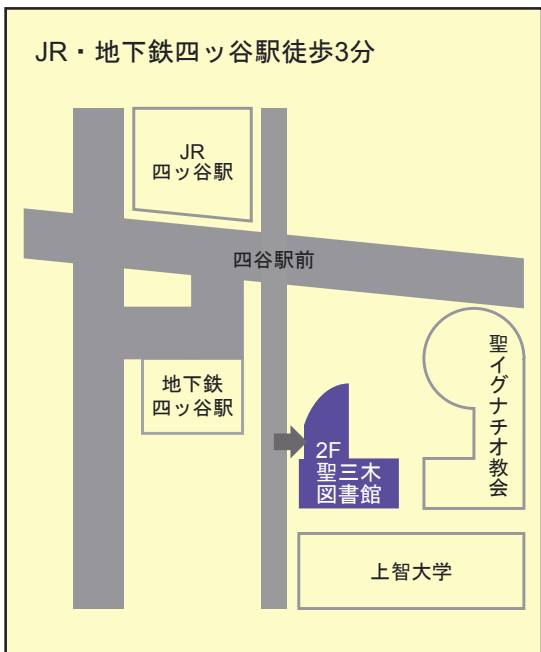 JR・地下鉄四ッ谷駅徒歩3分
JR
四ッ谷駅
四谷駅前
地下鉄
四ッ谷駅
聖イグナチオ教会
2F
聖三木
図書館
上智大学